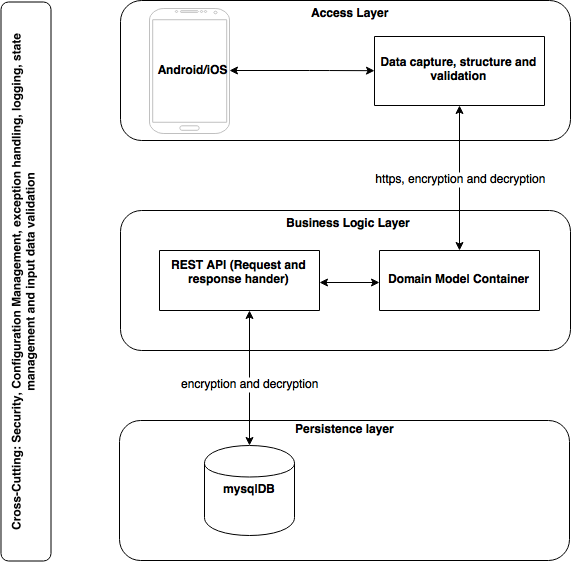 Access Layer
Android/iOS
Data capture, structure and
validation
https, encryption and decryption
Business Logic Layer
REST API (Request and
response hander)
Domain Model Container
encryption and decryption
Persistence layer
mysqlDB
Cross-Cutting: Security, Configuration Management, exception handling, logging, state
management and input data validation